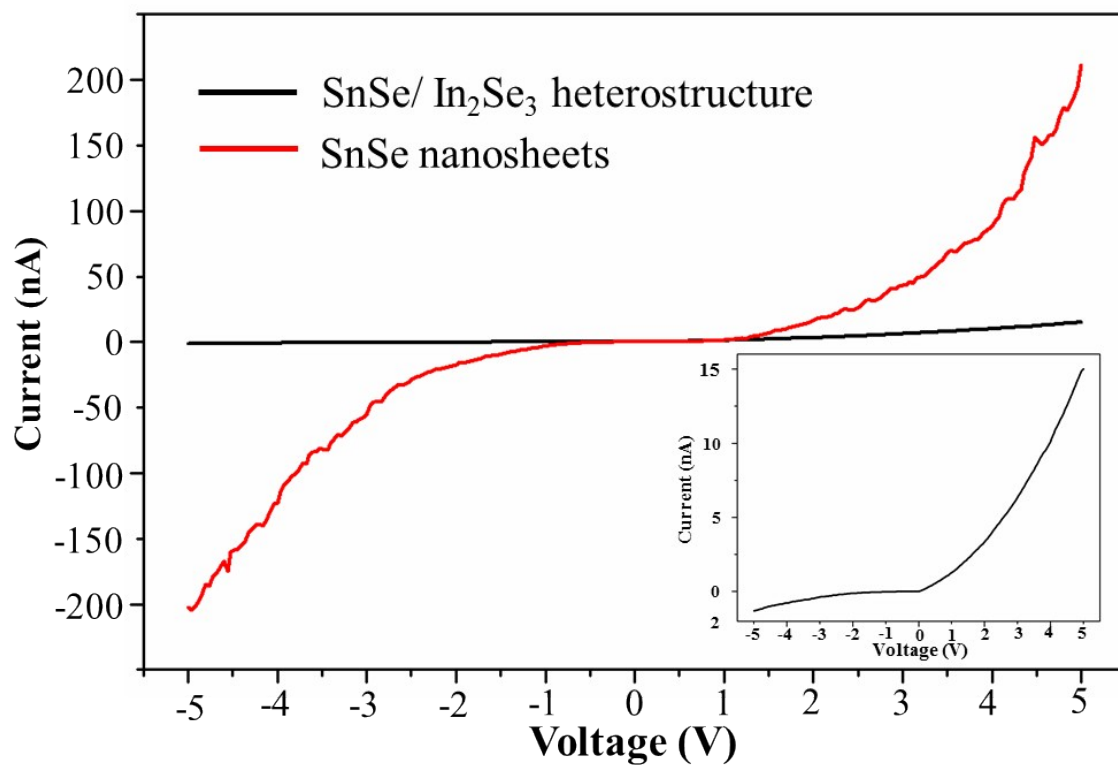 SnSe/ In₂Se₃ heterostructure
SnSe nanosheets
Current (nA)
200
150
100
50
0
-50
-100
-150
-200
-5 -4 -3 -2 -1 0 1 2 3 4 5
Voltage (V)
Current (nA)
15
10
5
0
2
-5 -4 -3 -2 -1 0 1 2 3 4 5
Voltage (V)